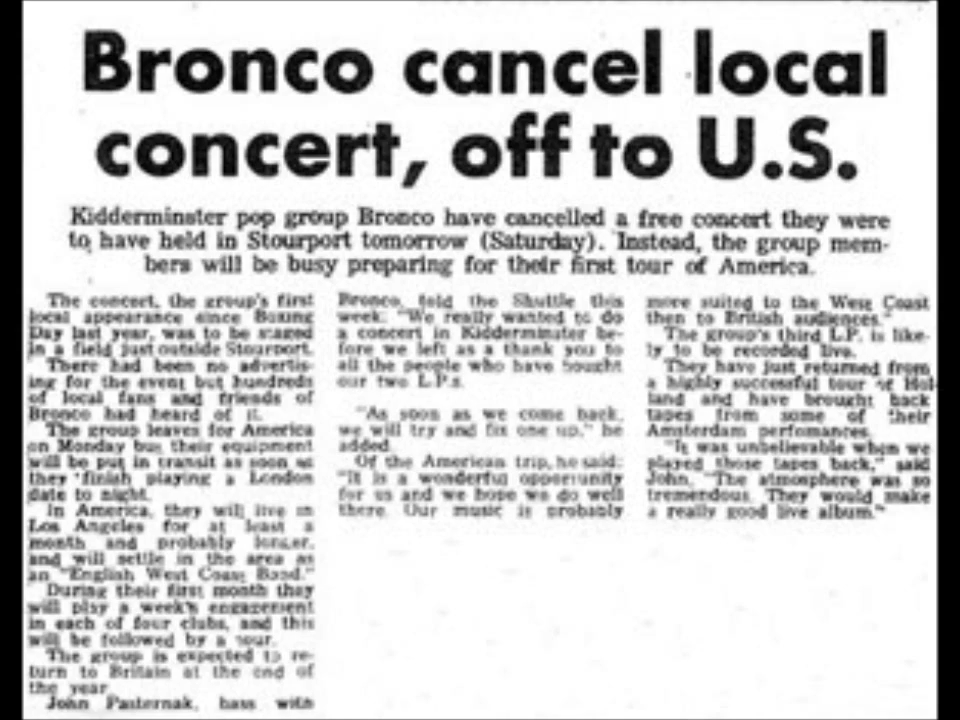 Bronco cancel local
concert, off to U.S.
Kidderminster pop group Bronco have cancelled a free concert they were
to have held in Stourport tomorrow (Saturday). Instead, the group mem-
bers will be busy preparing for their first tour of America.
The concert, the group's first
local appearance since Boxing
Day last year, was to be staged
in a field just outside Stourport.
There had been no advertis-
ing for the event but hundreds
of local fans and friends of
Bronco had heard of it.
The group leaves for America
on Monday but their equipment
will be put in transit as soon as
they finish playing a London
date to night.
In America, they will live in
Los Angeles for at least a
month and probably longer,
and will settle in the area as
an "English West Coast Band."
During their first month they
will play a week's engagement
in each of four clubs, and this
will be followed by a tour.
The group is expected to re-
turn to Britain at the end of
the year
John Pasternak, bass with
Bronco, told the Shuttle this
week: "We really wanted to do
a concert in Kidderminster be-
fore we left as a thank you to
all the people who have bought
our two L.P.s.
"As soon as we come back,
we will try and fix one up," he
added.
Of the American trip, he said:
"It is a wonderful opportunity
for us and we hope we do well
there. Our music is probably
more suited to the West Coast
then to British audiences."
The group's third L.P. is like-
ly to be recorded live.
They have just returned from
a highly successful tour of Hol-
land and have brought back
tapes from some of their
Amsterdam perfomances.
"It was unbelievable when we
played those tapes back," said
John, "The atmosphere was so
tremendous. They would make
a really good live album."